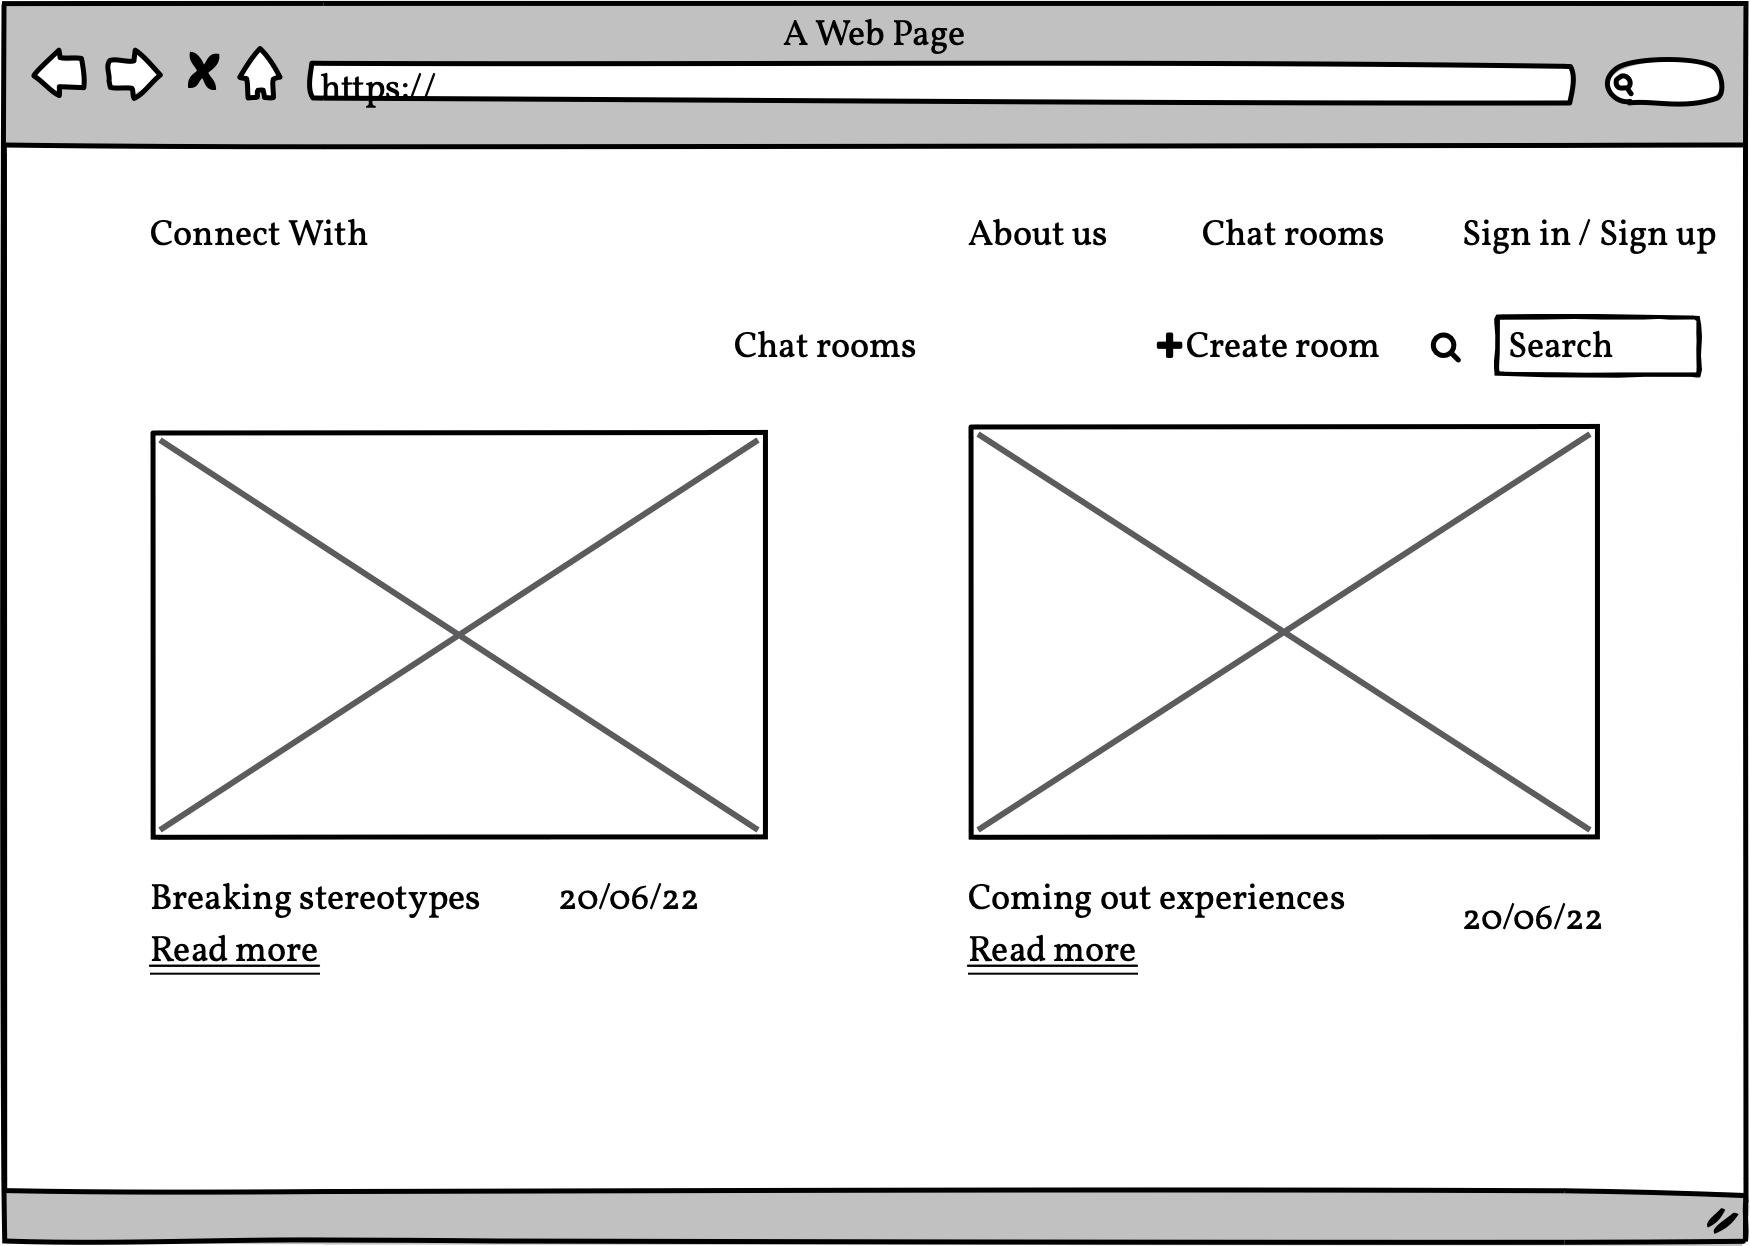 A Web Page
https://
Connect With About us Chat rooms Sign in / Sign up
Chat rooms +Create room Search
Breaking stereotypes 20/06/22
Read more
Coming out experiences 20/06/22
Read more